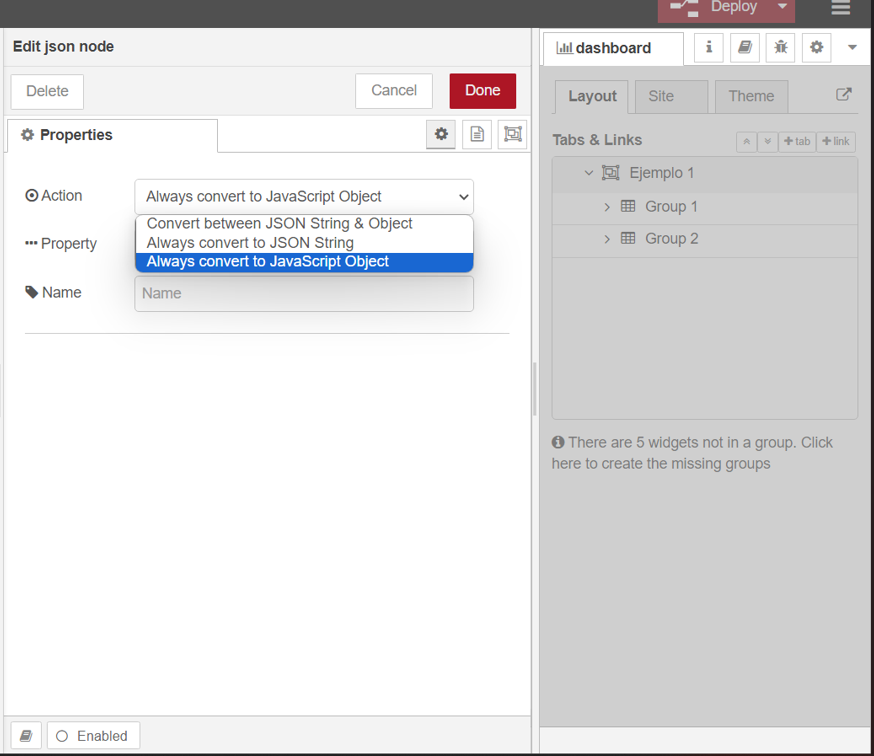 Deploy
Edit json node
dashboard
Delete
Cancel
Done
Layout
Site
Theme
Properties
Tabs & Links
tab
link
Action
Always convert to JavaScript Object
Convert between JSON String & Object
Always convert to JSON String
Always convert to JavaScript Object
Property
Name
Name
Ejemplo 1
Group 1
Group 2
There are 5 widgets not in a group. Click
here to create the missing groups
Enabled